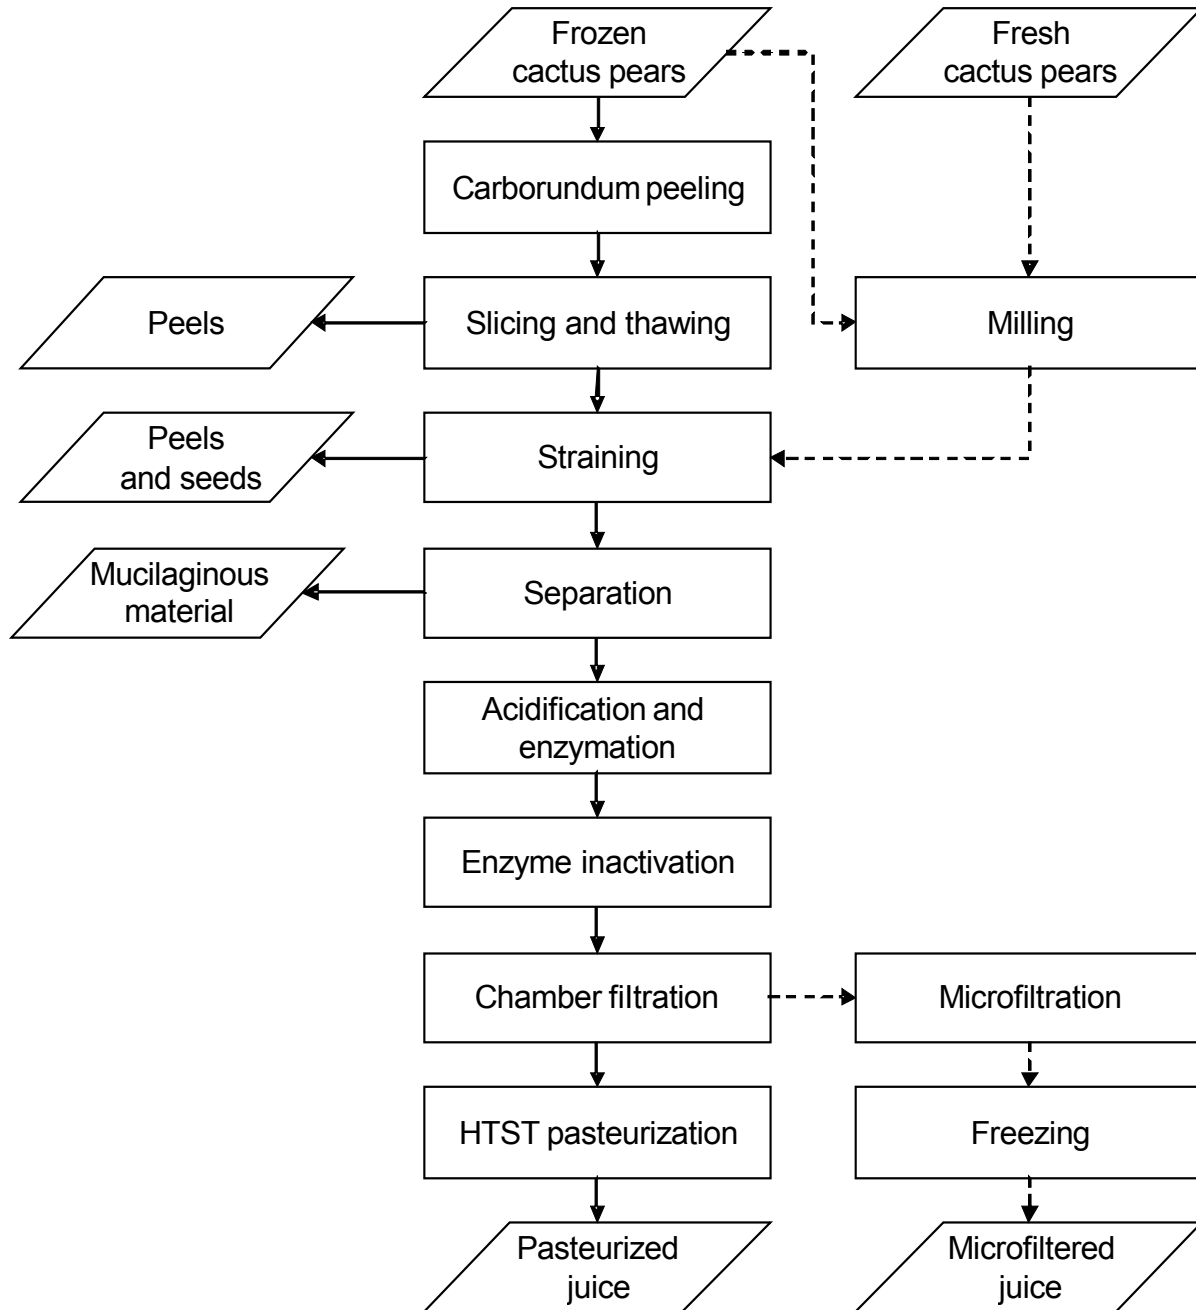 Frozen
cactus pears
Fresh
cactus pears
Carborundum peeling
Peels
Slicing and thawing
Milling
Peels
and seeds
Straining
Mucilaginous
material
Separation
Acidification and
enzymation
Enzyme inactivation
Chamber filtration
Microfiltration
HTST pasteurization
Freezing
Pasteurized
juice
Microfiltered
juice